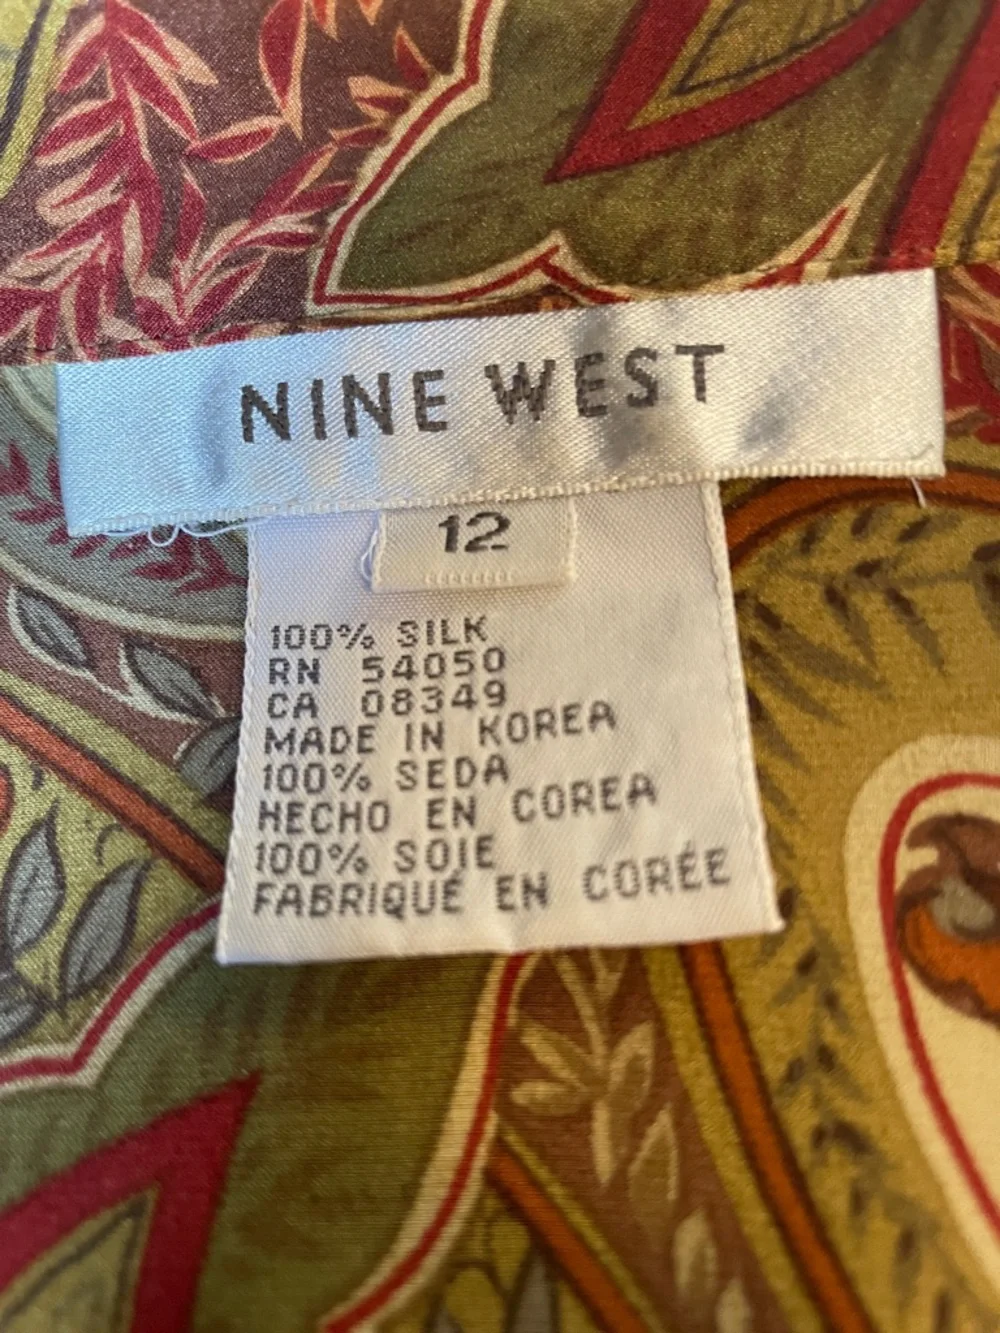 NINE WEST
12
100% SILK
RN 54050
CA 08349
MADE IN KOREA
100% SEDA
HECHO EN COREA
100% SOIE
FABRIQUÉ EN CORÉE